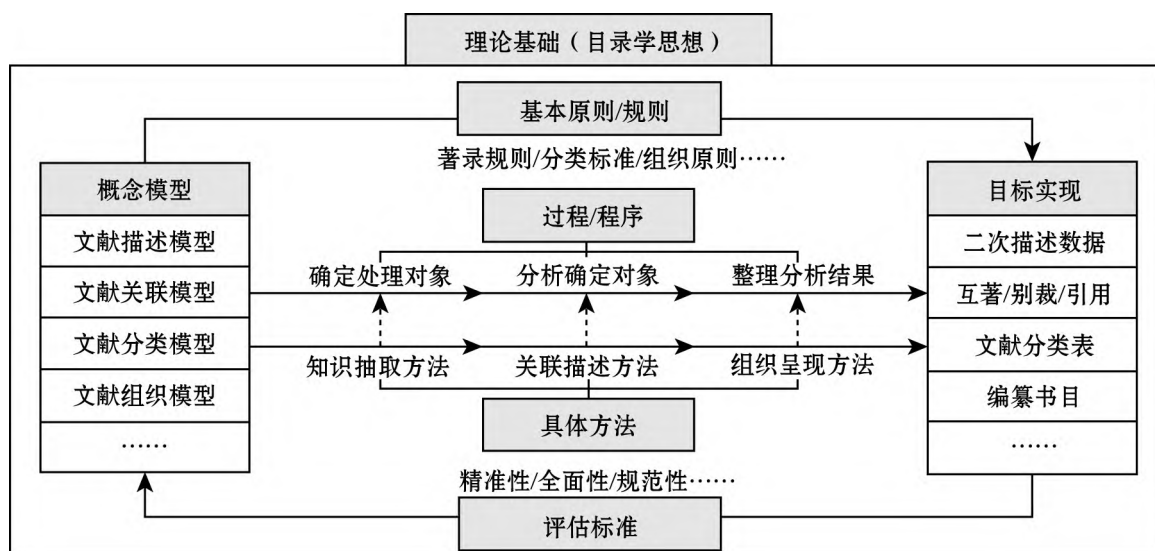 理论基础（目录学思想）
基本原则/规则
著录规则/分类标准/组织原则……
概念模型
文献描述模型
文献关联模型
文献分类模型
文献组织模型
……
过程/程序
确定处理对象
分析确定对象
整理分析结果
知识抽取方法
关联描述方法
组织呈现方法
具体方法
目标实现
二次描述数据
互著/别裁/引用
文献分类表
编纂书目
……
精准性/全面性/规范性……
评估标准